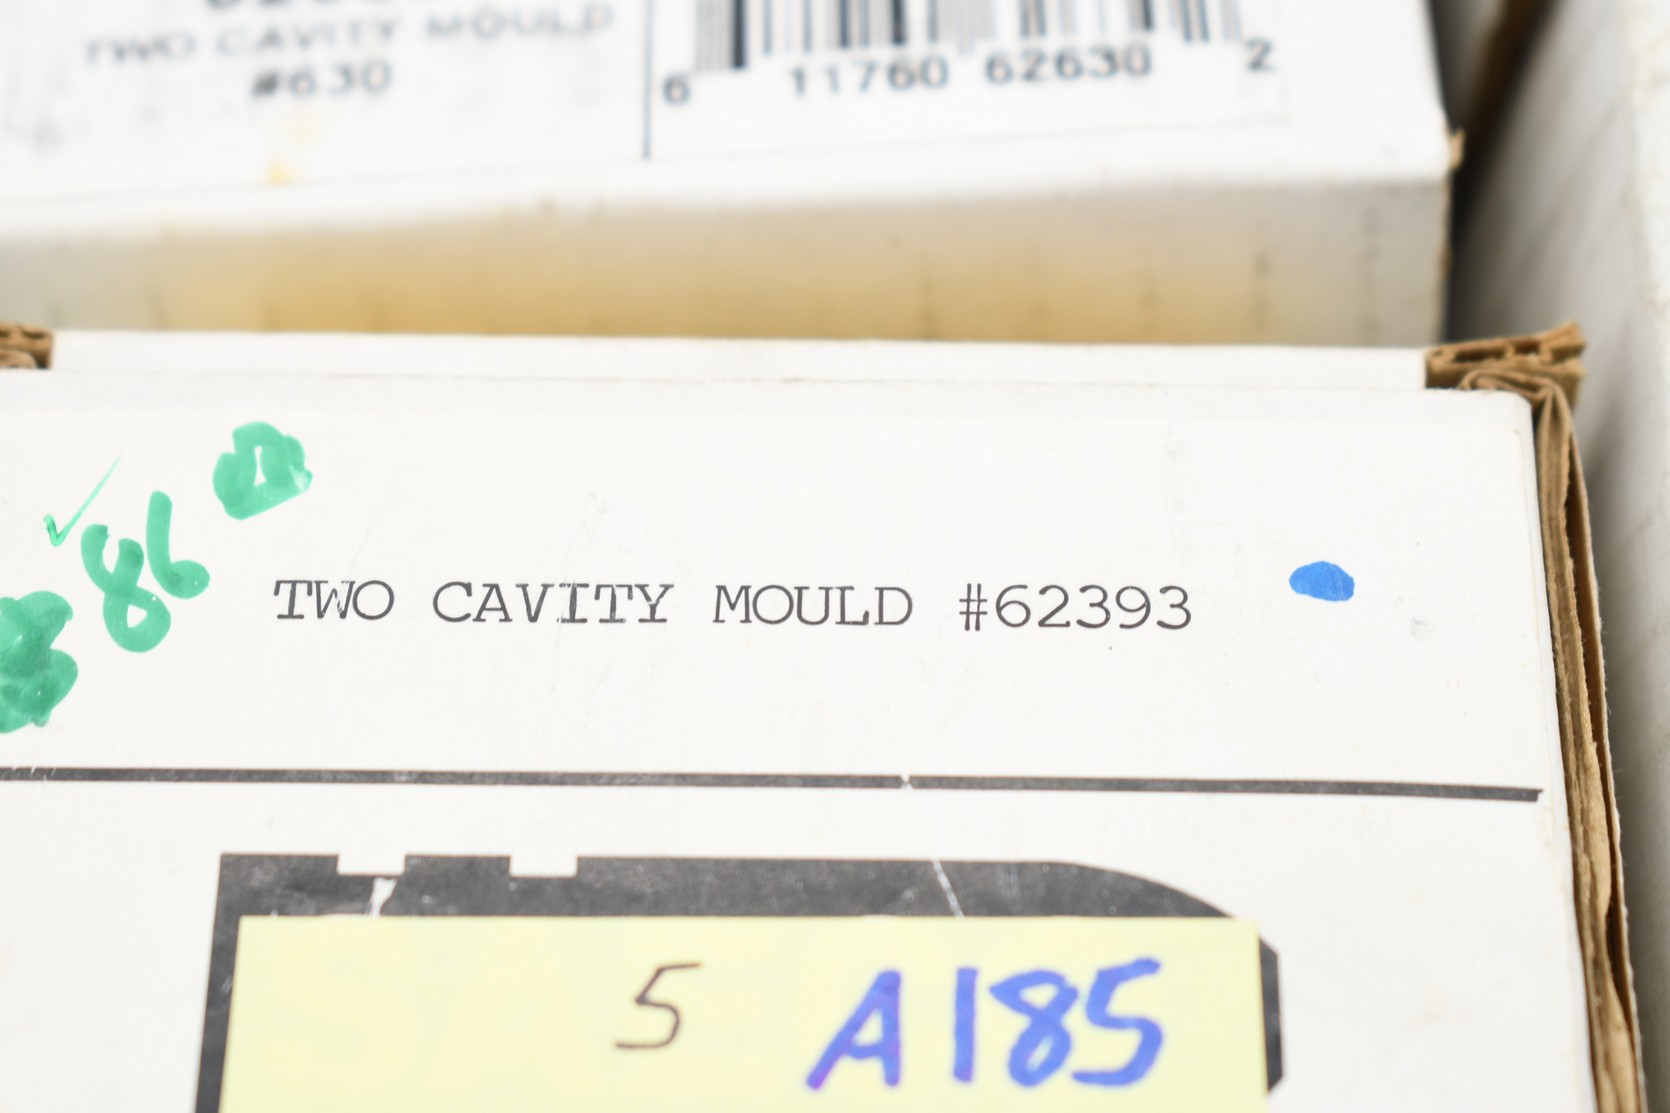 TWO CAVITY MOULD
#630
6 11760 62630 2
86
TWO CAVITY MOULD #62393
5 A185